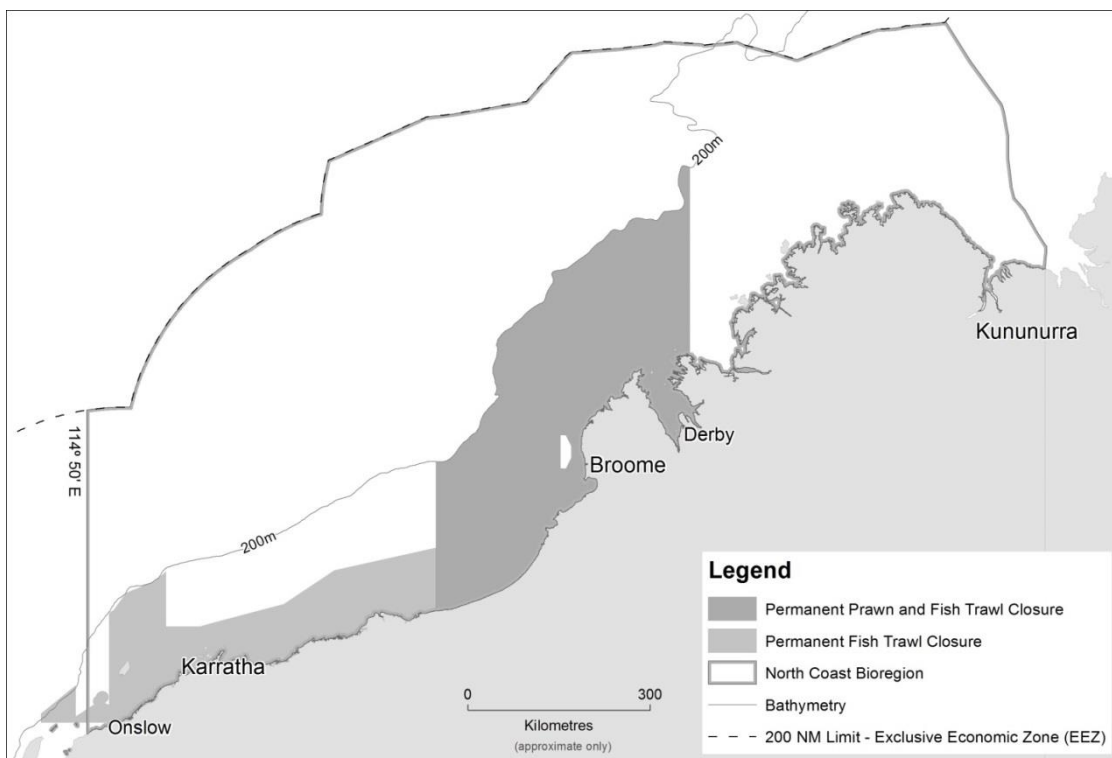 200m
Kununurra
114° 50' E
Derby
Broome
200m
Karratha
Onslow
0 300
Kilometres
(approximate only)
Legend
Permanent Prawn and Fish Trawl Closure
Permanent Fish Trawl Closure
North Coast Bioregion
Bathymetry
200 NM Limit - Exclusive Economic Zone (EEZ)